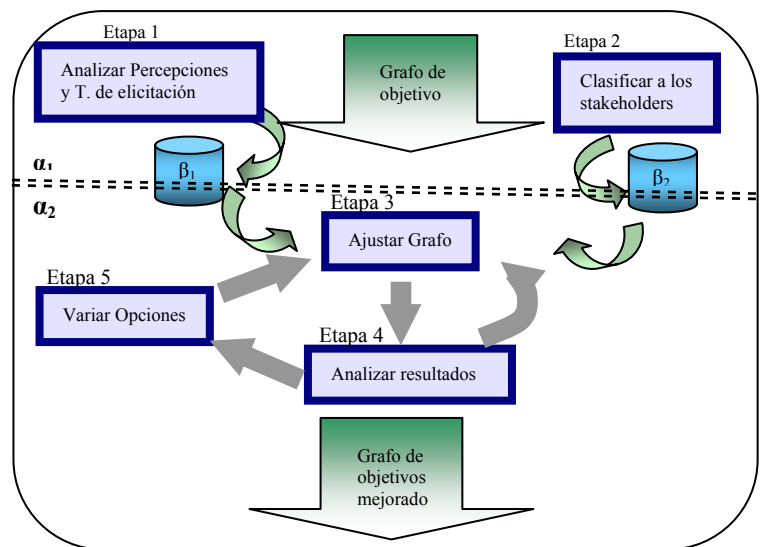 Etapa 1
Analizar Percepciones
y T. de elicitación
Grafo de
objetivo
Etapa 2
Clasificar a los
stakeholders
α₁
β₁
β₂
α₂
Etapa 3
Ajustar Grafo
Etapa 5
Variar Opciones
Etapa 4
Analizar resultados
Grafo de
objetivos
mejorado